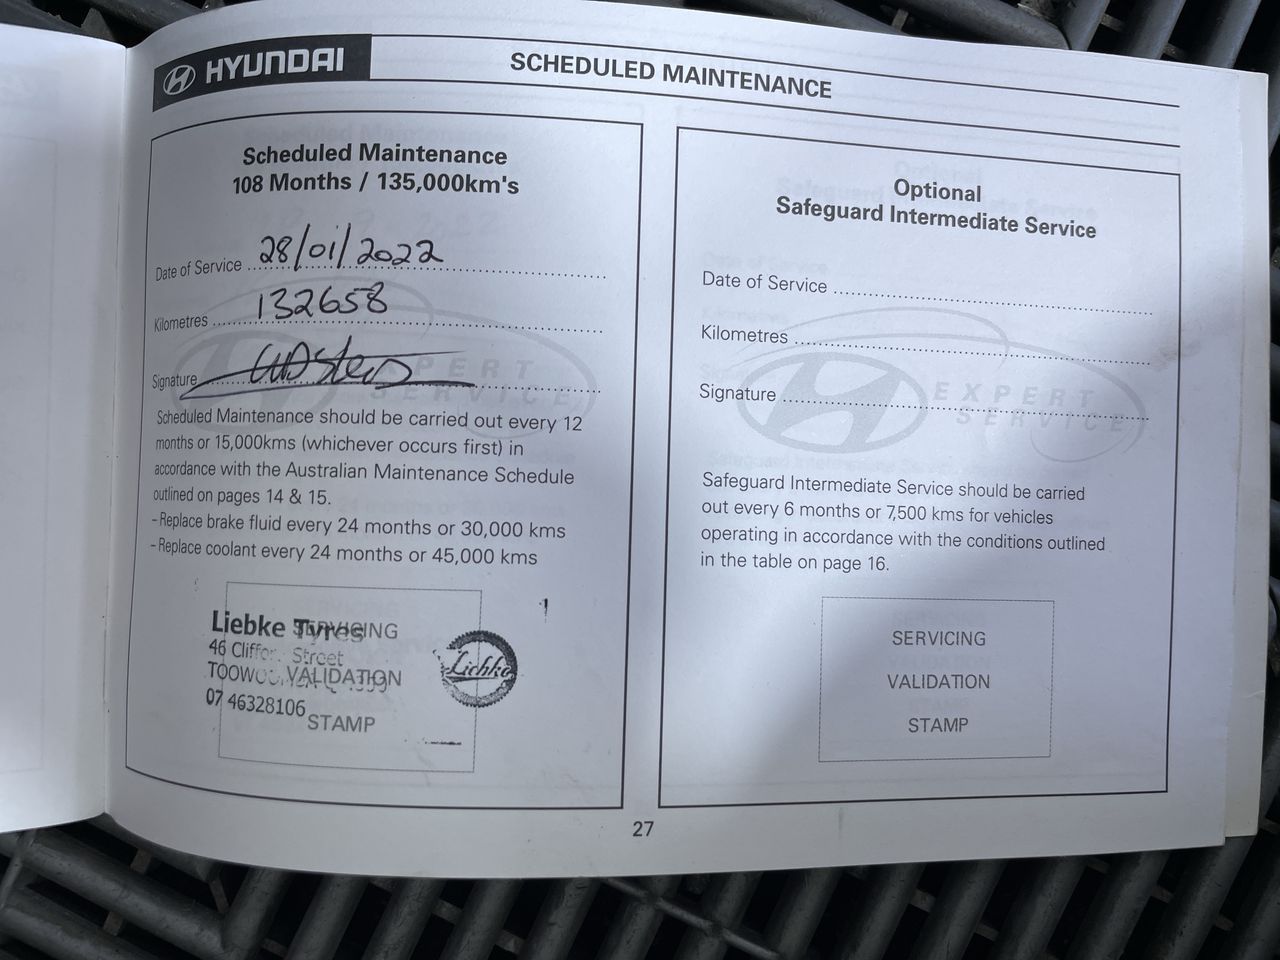 HYUNDAI
SCHEDULED MAINTENANCE
Scheduled Maintenance
108 Months / 135,000km's
Date of Service 28/01/2022
Kilometres 132658
Signature
EXPERT
SERVICE
Scheduled Maintenance should be carried out every 12
months or 15,000kms (whichever occurs first) in
accordance with the Australian Maintenance Schedule
outlined on pages 14 & 15.
- Replace brake fluid every 24 months or 30,000 kms
- Replace coolant every 24 months or 45,000 kms
SERVICING
VALIDATION
STAMP
Liebke Tyres
46 Clifford Street
07 46328106
Liebke
Optional
Safeguard Intermediate Service
Date of Service
Kilometres
Signature
EXPERT
SERVICE
Safeguard Intermediate Service should be carried
out every 6 months or 7,500 kms for vehicles
operating in accordance with the conditions outlined
in the table on page 16.
SERVICING
VALIDATION
STAMP
27